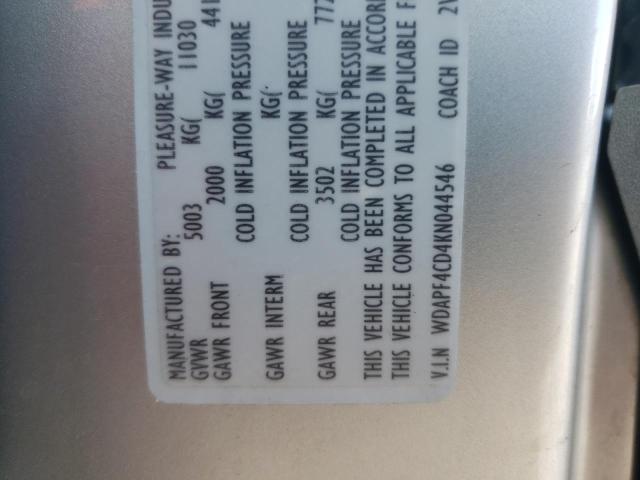 MANUFACTURED BY: PLEASURE-WAY INDU
GVWR 5003 KG( 11030
GAWR FRONT 2000 KG( 441
COLD INFLATION PRESSURE
GAWR INTERM KG(
COLD INFLATION PRESSURE
GAWR REAR 3502 KG( 772
COLD INFLATION PRESSURE
THIS VEHICLE HAS BEEN COMPLETED IN ACCOR
THIS VEHICLE CONFORMS TO ALL APPLICABLE F
V.I.N WDAPF4CD4KN044546 COACH ID